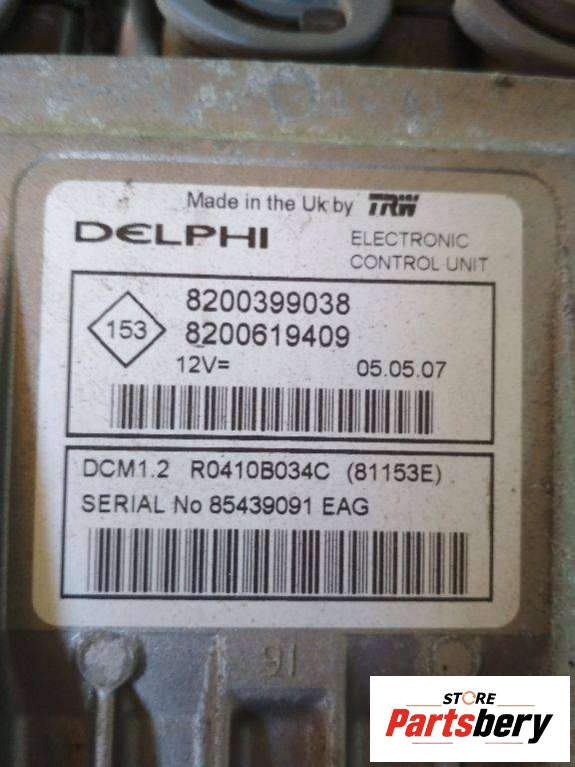 Made in the Uk by TRW
DELPHI
ELECTRONIC
CONTROL UNIT
153
8200399038
8200619409
12V=
05.05.07
DCM1.2 R0410B034C (81153E)
SERIAL No 85439091 EAG
91
STORE
Partsbery